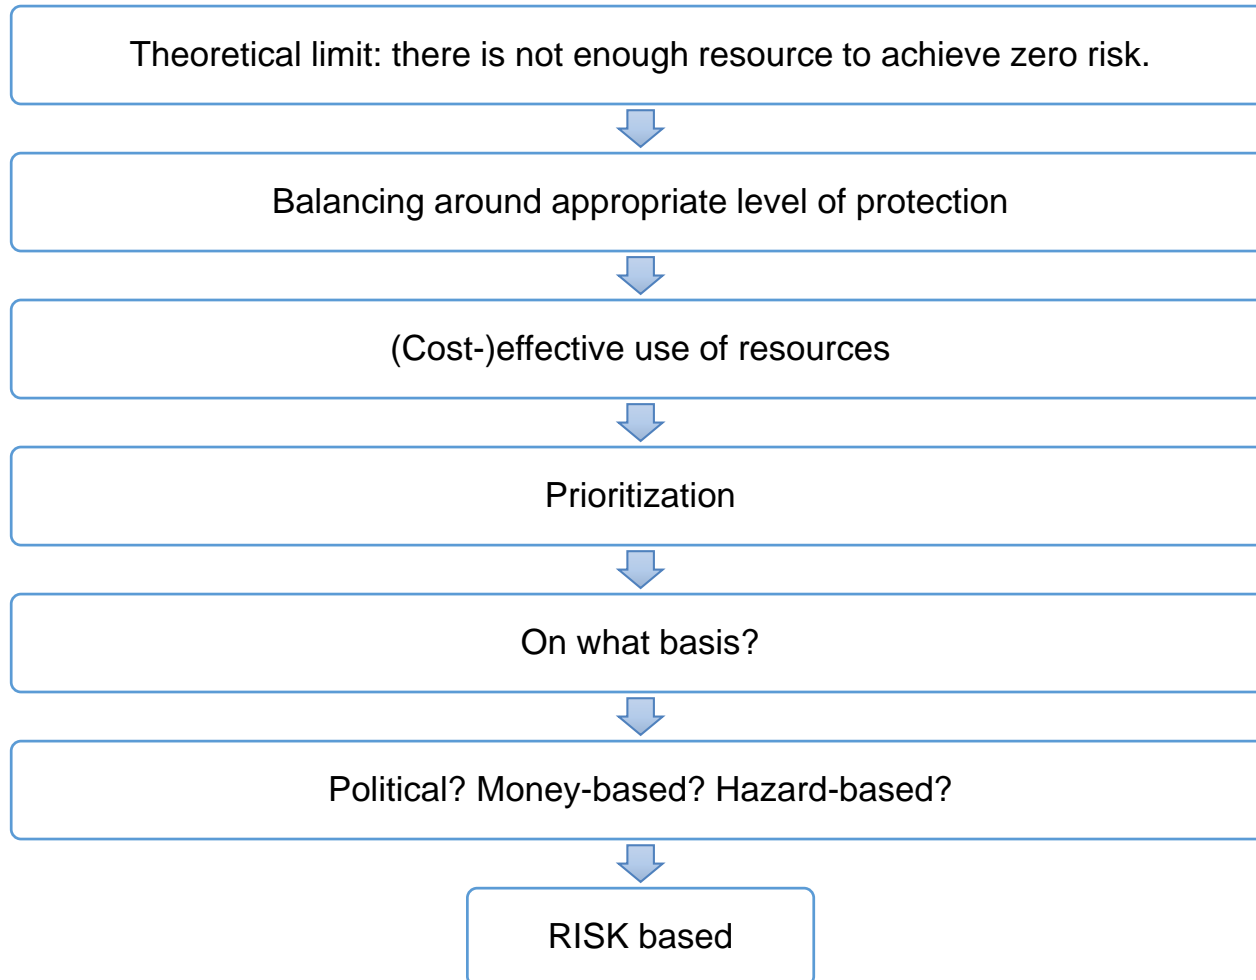 Theoretical limit: there is not enough resource to achieve zero risk.
Balancing around appropriate level of protection
(Cost-)effective use of resources
Prioritization
On what basis?
Political? Money-based? Hazard-based?
RISK based